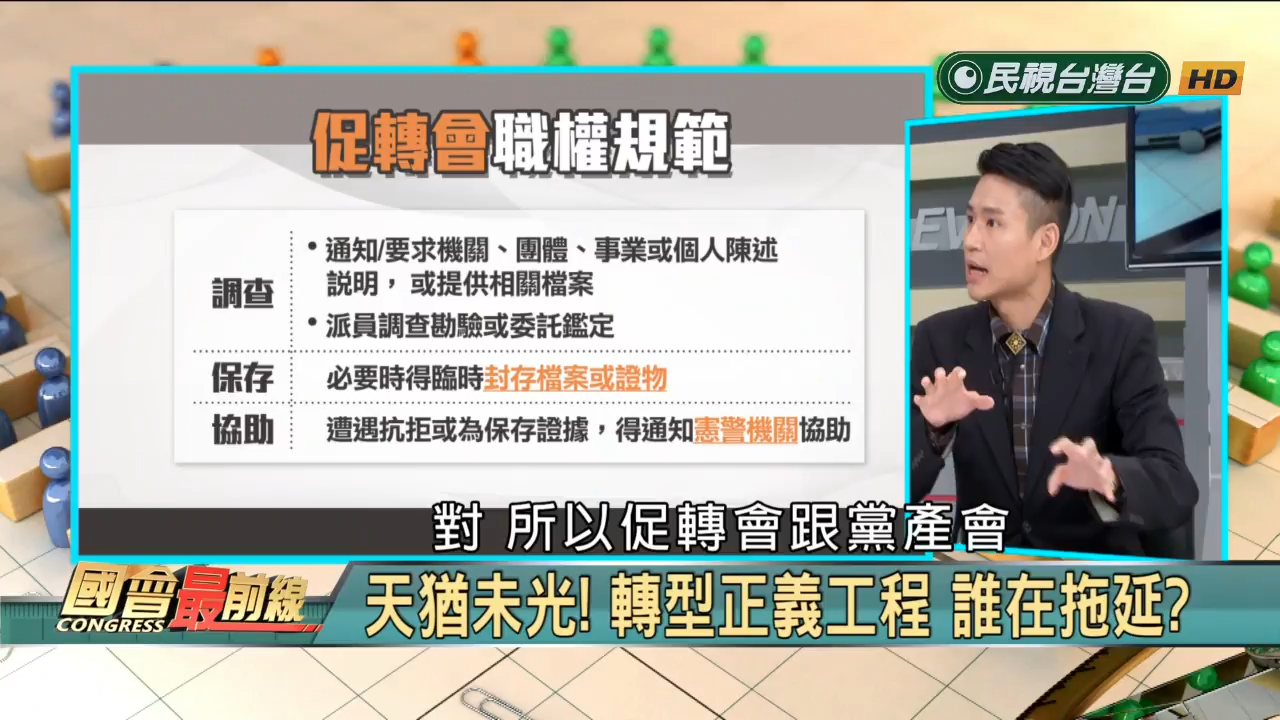 民視台灣台 HD
促轉會職權規範
調查
• 通知/要求機關、團體、事業或個人陳述
說明， 或提供相關檔案
• 派員調查勘驗或委託鑑定
保存
必要時得臨時封存檔案或證物
協助
遭遇抗拒或為保存證據，得通知憲警機關協助
對 所以促轉會跟黨產會
國會最前線
CONGRESS
天猶未光! 轉型正義工程 誰在拖延?